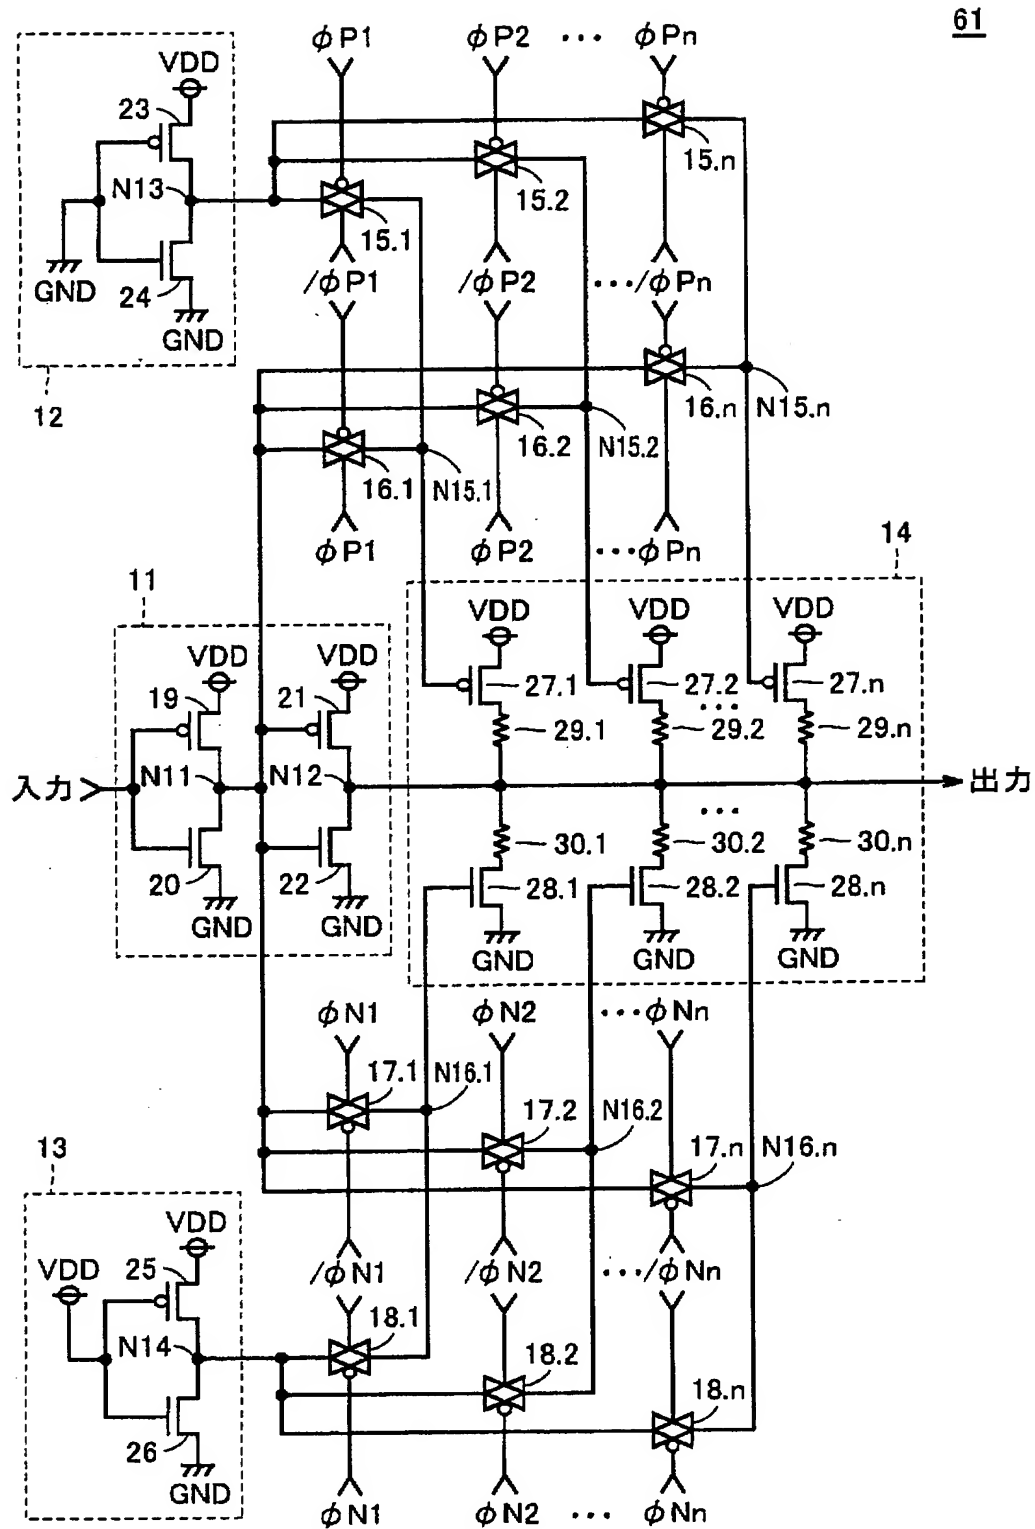 61
φP1 φP2 ... φPn
VDD
23
15.n
N13
15.2
15.1
GND
24
/φP1 /φP2 .../φPn
GND
12
16.n N15.n
16.2 N15.2
16.1 N15.1
φP1 φP2 ...φPn
14
11
VDD VDD VDD
VDD VDD
19 21
27.1 27.2 ... 27.n
29.1 29.2 29.n
入力 N11 N12 出力
...
30.1 30.2 30.n
20 22
28.1 28.2 28.n
GND GND
GND GND GND
φN1 φN2 ...φNn
17.1 N16.1
17.2 N16.2
13
17.n N16.n
VDD
VDD 25
/φN1 /φN2 .../φNn
N14
18.1
18.2
18.n
26
GND
φN1 φN2 ... φNn